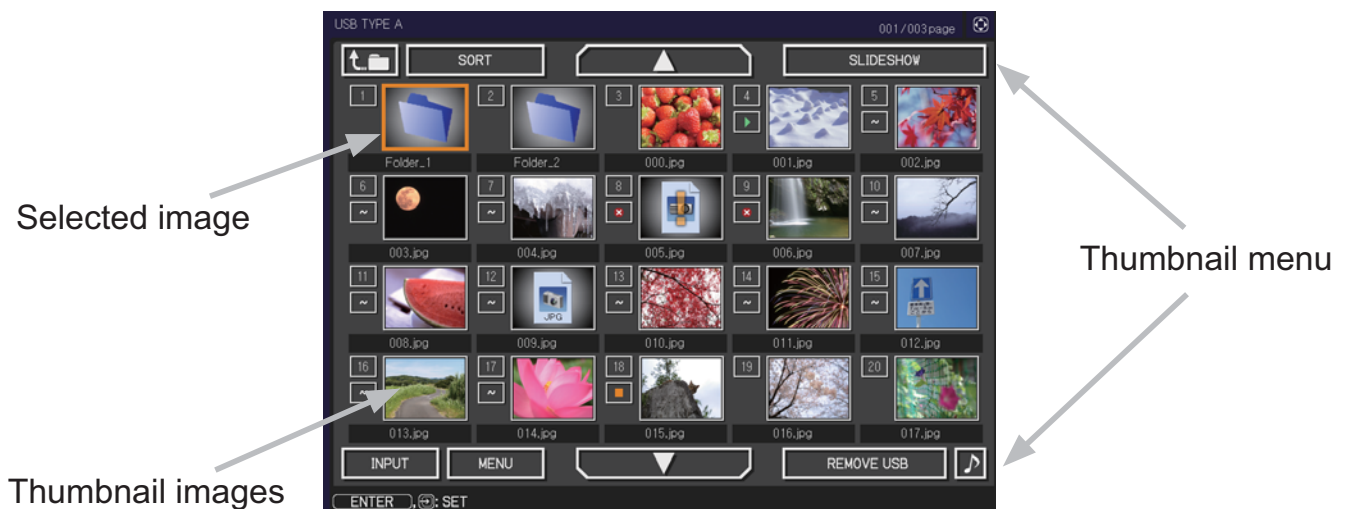 USB TYPE A 001/003page
SORT SLIDESHOW
1 2 3 4 5
Folder_1 Folder_2 000.jpg 001.jpg 002.jpg
6 7 8 9 10
~ ~ ~
Selected image
003.jpg 004.jpg 005.jpg 006.jpg 007.jpg
Thumbnail menu
11 12 13 14 15
JPG
008.jpg 009.jpg 010.jpg 011.jpg 012.jpg
16 17 18 19 20
013.jpg 014.jpg 015.jpg 016.jpg 017.jpg
INPUT MENU REMOVE USB
Thumbnail images
ENTER , : SET